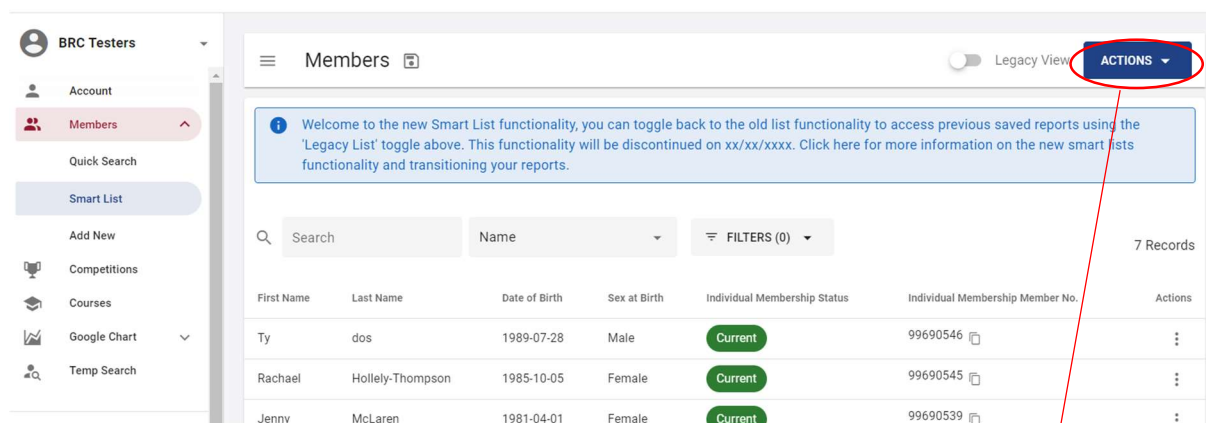 BRC Testers
Account
Members
Quick Search
Smart List
Add New
Competitions
Courses
Google Chart
Temp Search
Members
Legacy View
ACTIONS
Welcome to the new Smart List functionality, you can toggle back to the old list functionality to access previous saved reports using the
'Legacy List' toggle above. This functionality will be discontinued on xx/xx/xxxx. Click here for more information on the new smart lists
functionality and transitioning your reports.
Search Name FILTERS (0)
7 Records
First Name Last Name Date of Birth Sex at Birth Individual Membership Status Individual Membership Member No. Actions
Ty dos 1989-07-28 Male Current 99690546
Rachael Hollely-Thompson 1985-10-05 Female Current 99690545
Jenny McLaren 1981-04-01 Female Current 99690539